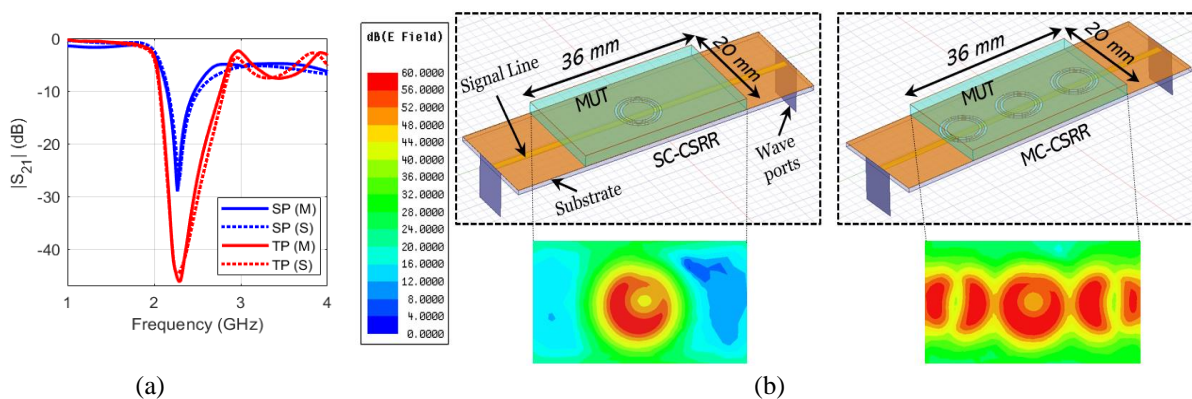 0
-10
-20
-30
-40
|S21| (dB)
SP (M)
SP (S)
TP (M)
TP (S)
1
2
3
4
Frequency (GHz)
(a)
dB(E Field)
60.0000
56.0000
52.0000
48.0000
44.0000
40.0000
36.0000
32.0000
28.0000
24.0000
20.0000
16.0000
12.0000
8.0000
4.0000
0.0000
36 mm
20 mm
Signal Line
MUT
SC-CSRR
Wave
ports
Substrate
36 mm
20 mm
MUT
MC-CSRR
(b)